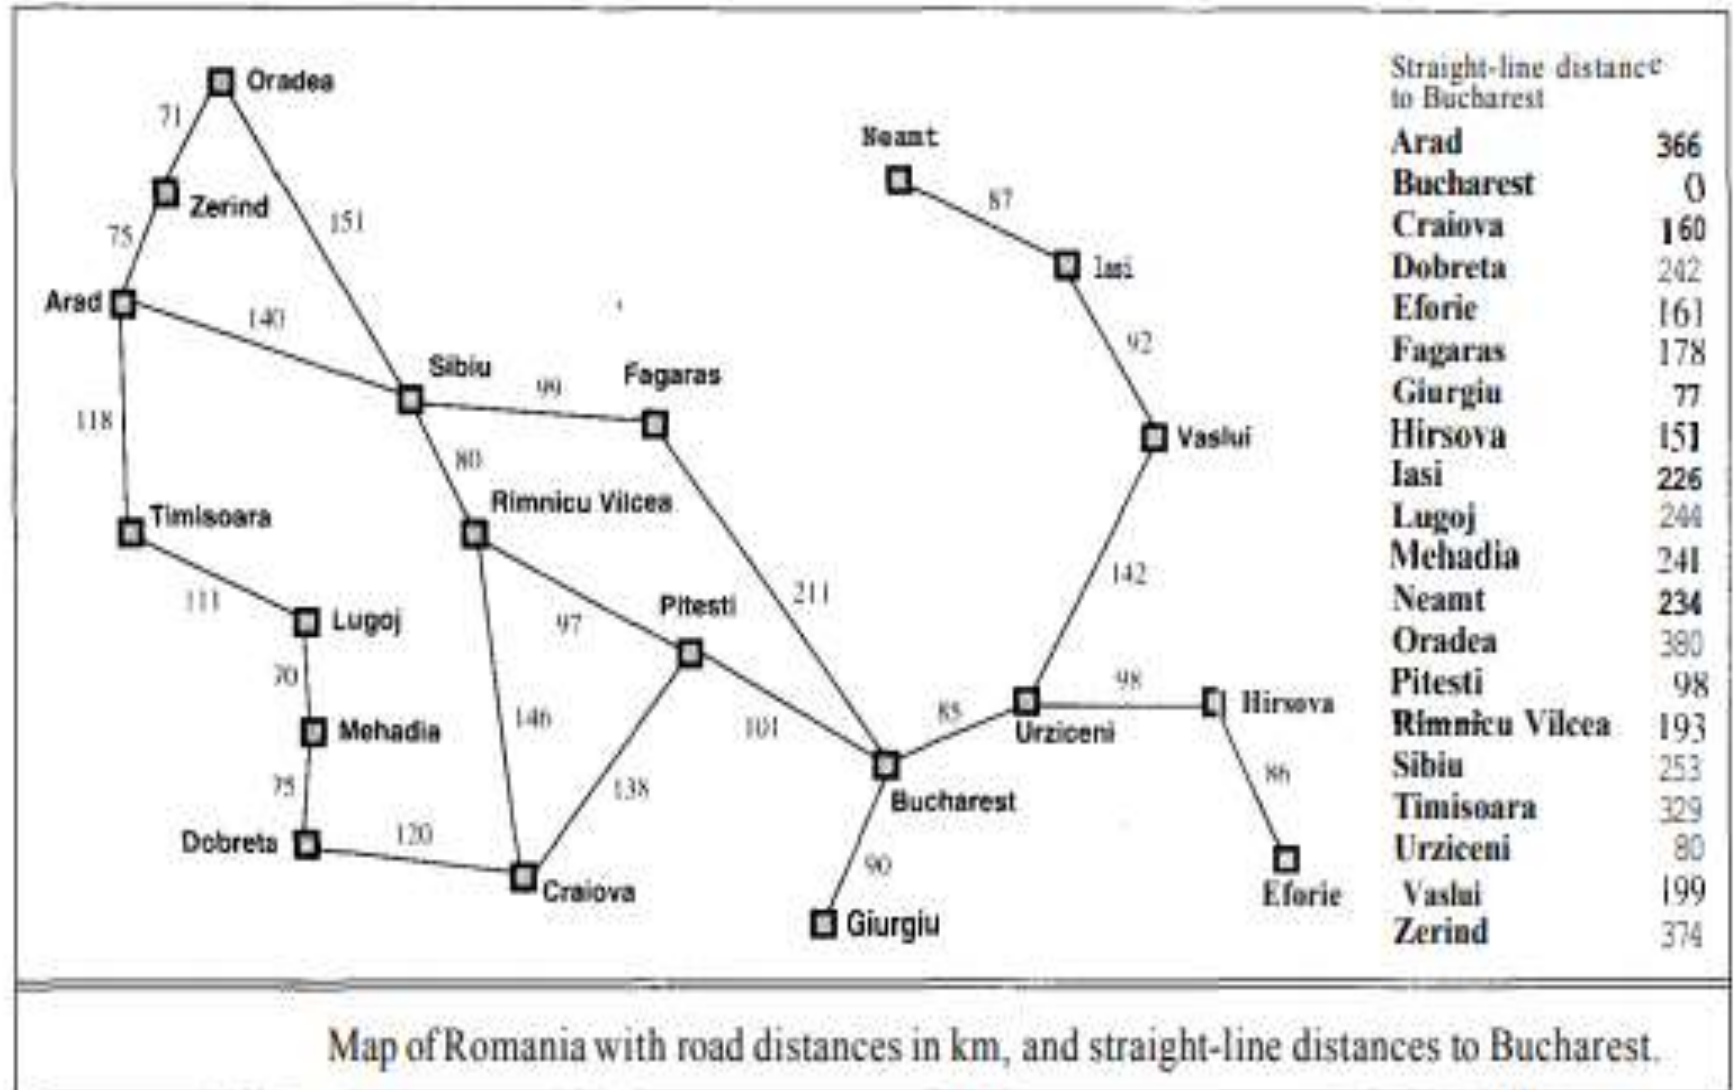 Oradea
71
Neamt
87
Zerind
151
75
Iasi
Arad
140
92
Sibiu
99
Fagaras
118
Vaslui
80
Rimnicu Vilcea
Timisoara
142
211
111
Lugoj
97
Pitesti
70
98
Hirsova
146
101
85
Urziceni
Mehadia
86
75
138
Bucharest
Dobreta
120
90
Craiova
Eforie
Giurgiu
Straight-line distance
to Bucharest
Arad 366
Bucharest 0
Craiova 160
Dobreta 242
Eforie 161
Fagaras 178
Giurgiu 77
Hirsova 151
Iasi 226
Lugoj 244
Mehadia 241
Neamt 234
Oradea 380
Pitesti 98
Rimnicu Vilcea 193
Sibiu 253
Timisoara 329
Urziceni 80
Vaslui 199
Zerind 374
Map of Romania with road distances in km, and straight-line distances to Bucharest.